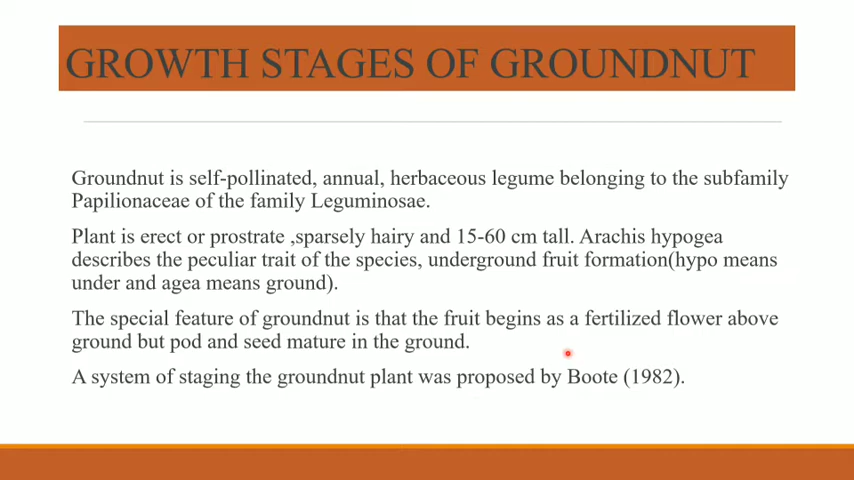 GROWTH STAGES OF GROUNDNUT
Groundnut is self-pollinated, annual, herbaceous legume belonging to the subfamily
Papilionaceae of the family Leguminosae.
Plant is erect or prostrate ,sparsely hairy and 15-60 cm tall. Arachis hypogea
describes the peculiar trait of the species, underground fruit formation(hypo means
under and agea means ground).
The special feature of groundnut is that the fruit begins as a fertilized flower above
ground but pod and seed mature in the ground.
A system of staging the groundnut plant was proposed by Boote (1982).